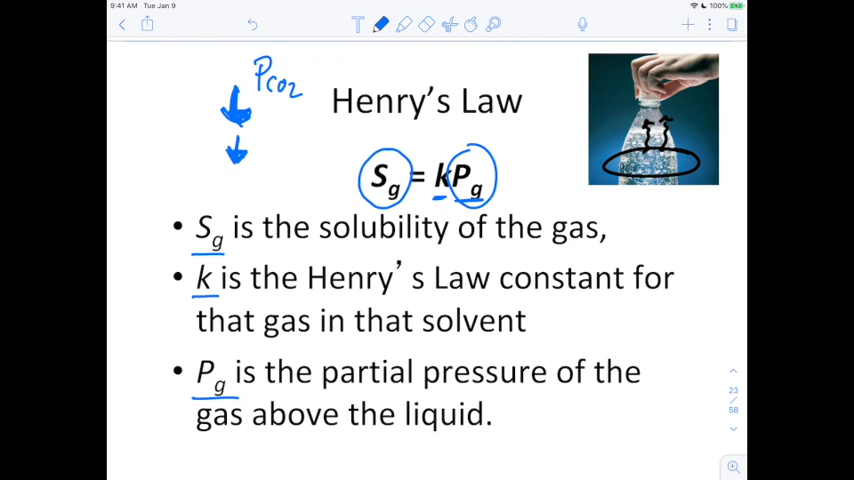 9:41 AM Tue Jan 9
100%
T
PCO2
Henry's Law
Sg = kPg
• Sg is the solubility of the gas,
• k is the Henry's Law constant for
that gas in that solvent
• Pg is the partial pressure of the
gas above the liquid.
23
/
58